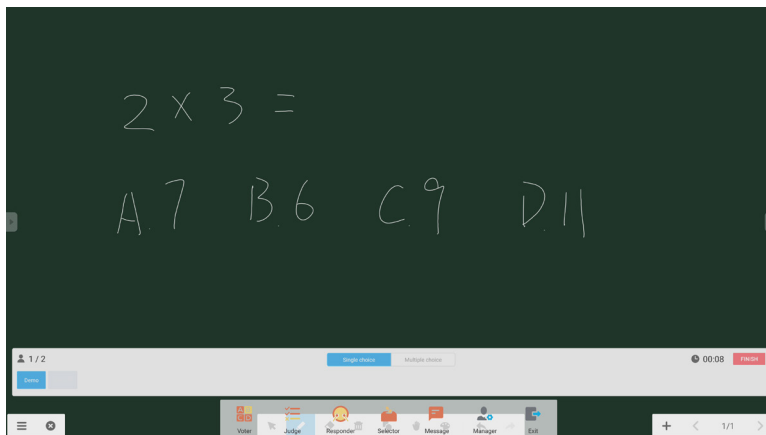 2 × 3 =
A.7 B.6 C.9 D.11
1 / 2
Single choice Multiple choice
00:08 FINISH
Demo
Voter Judge Responder Selector Message Manager Exit
1/1